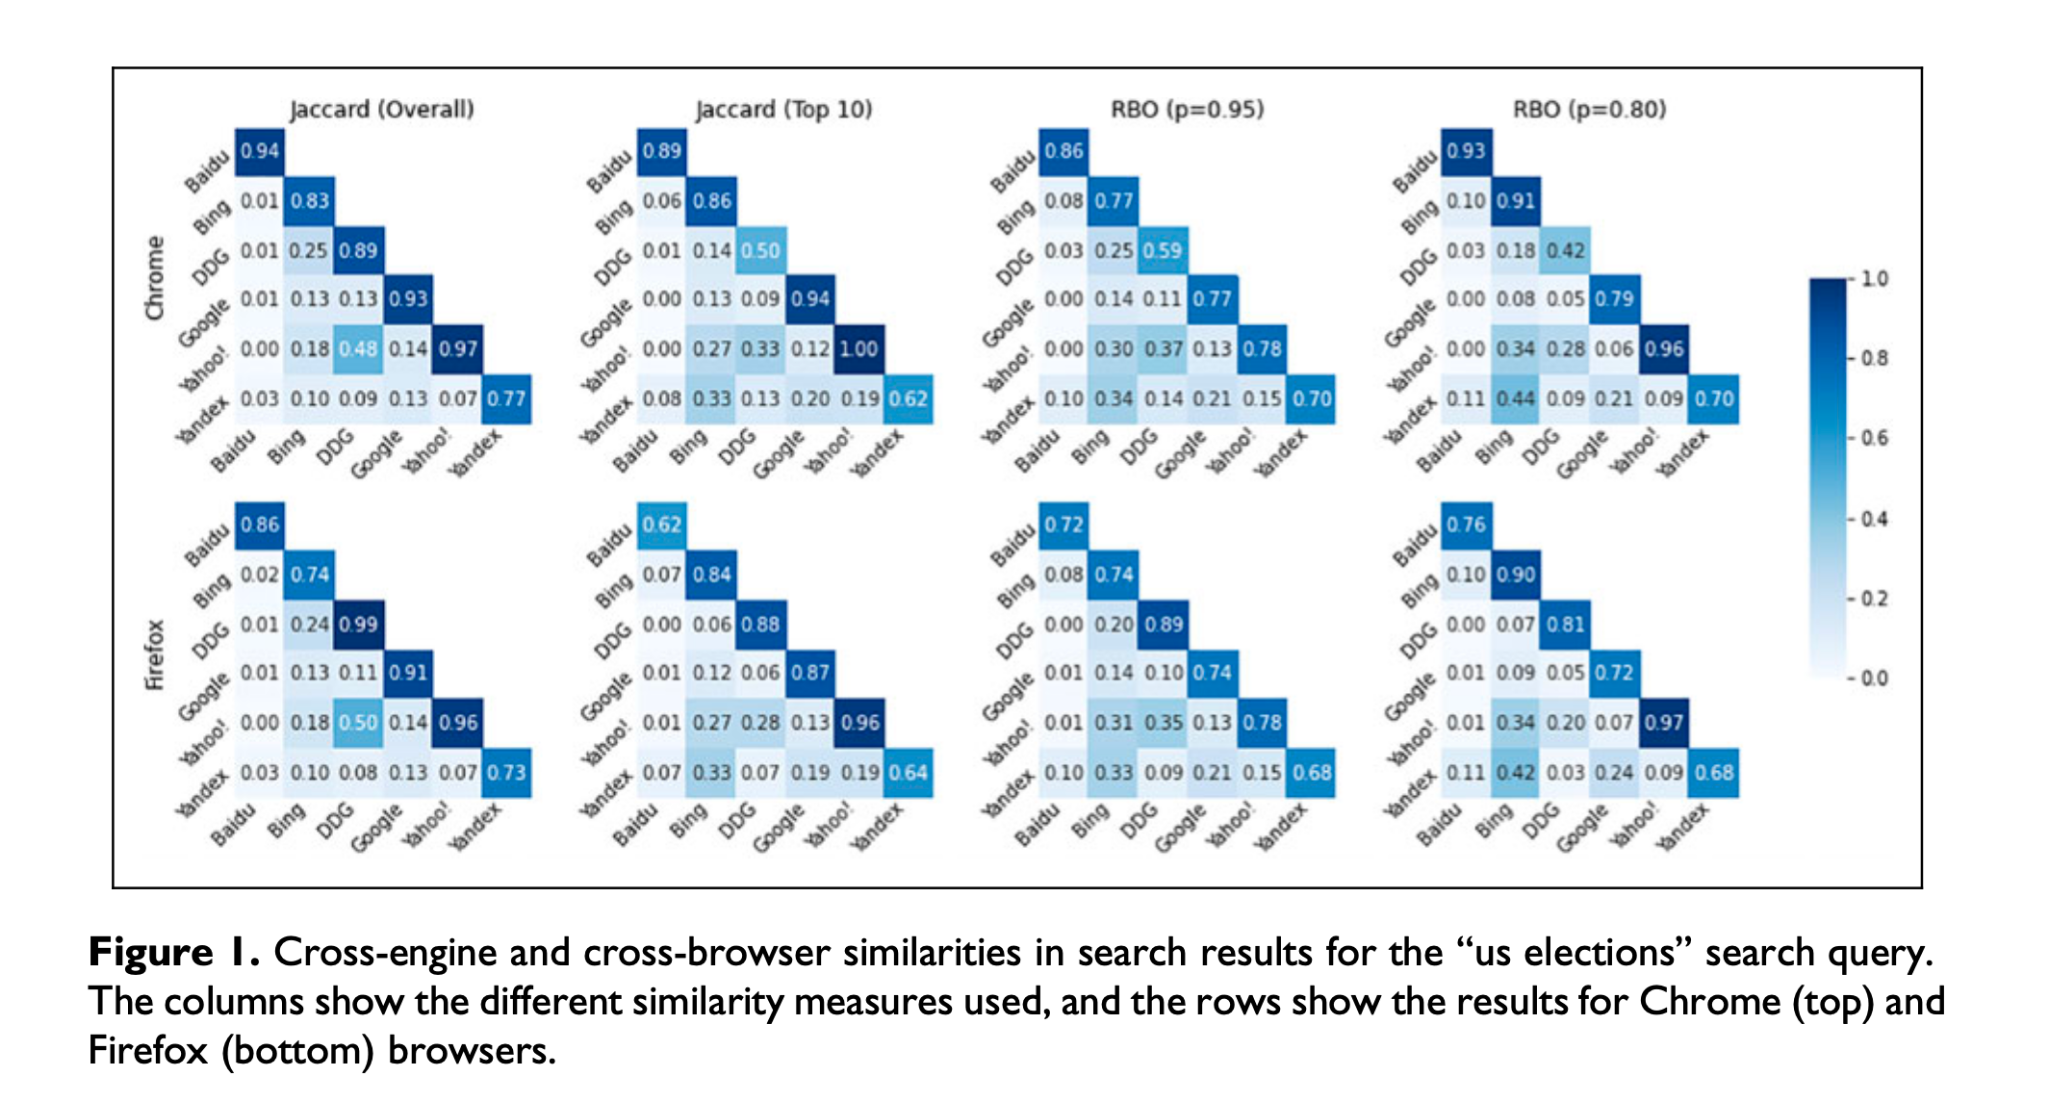 Jaccard (Overall) Jaccard (Top 10) RBO (p=0.95) RBO (p=0.80)
Chrome
Baidu 0.94 Baidu 0.89 Baidu 0.86 Baidu 0.93
Bing 0.01 0.83 Bing 0.06 0.86 Bing 0.08 0.77 Bing 0.10 0.91
DDG 0.01 0.25 0.89 DDG 0.01 0.14 0.50 DDG 0.03 0.25 0.59 DDG 0.03 0.18 0.42
Google 0.01 0.13 0.13 0.93 Google 0.00 0.13 0.09 0.94 Google 0.00 0.14 0.11 0.77 Google 0.00 0.08 0.05 0.79
Yahoo! 0.00 0.18 0.48 0.14 0.97 Yahoo! 0.00 0.27 0.33 0.12 1.00 Yahoo! 0.00 0.30 0.37 0.13 0.78 Yahoo! 0.00 0.34 0.28 0.06 0.96
Yandex 0.03 0.10 0.09 0.13 0.07 0.77 Yandex 0.08 0.33 0.13 0.20 0.19 0.62 Yandex 0.10 0.34 0.14 0.21 0.15 0.70 Yandex 0.11 0.44 0.09 0.21 0.09 0.70
Baidu Bing DDG Google Yahoo! Yandex Baidu Bing DDG Google Yahoo! Yandex Baidu Bing DDG Google Yahoo! Yandex Baidu Bing DDG Google Yahoo! Yandex
Firefox
Baidu 0.86 Baidu 0.62 Baidu 0.72 Baidu 0.76
Bing 0.02 0.74 Bing 0.07 0.84 Bing 0.08 0.74 Bing 0.10 0.90
DDG 0.01 0.24 0.99 DDG 0.00 0.06 0.88 DDG 0.00 0.20 0.89 DDG 0.00 0.07 0.81
Google 0.01 0.13 0.11 0.91 Google 0.01 0.12 0.06 0.87 Google 0.01 0.14 0.10 0.74 Google 0.01 0.09 0.05 0.72
Yahoo! 0.00 0.18 0.50 0.14 0.96 Yahoo! 0.01 0.27 0.28 0.13 0.96 Yahoo! 0.01 0.31 0.35 0.13 0.78 Yahoo! 0.01 0.34 0.20 0.07 0.97
Yandex 0.03 0.10 0.08 0.13 0.07 0.73 Yandex 0.07 0.33 0.07 0.19 0.19 0.64 Yandex 0.10 0.33 0.09 0.21 0.15 0.68 Yandex 0.11 0.42 0.03 0.24 0.09 0.68
Baidu Bing DDG Google Yahoo! Yandex Baidu Bing DDG Google Yahoo! Yandex Baidu Bing DDG Google Yahoo! Yandex Baidu Bing DDG Google Yahoo! Yandex
1.0
0.8
0.6
0.4
0.2
0.0
Figure 1. Cross-engine and cross-browser similarities in search results for the “us elections” search query.
The columns show the different similarity measures used, and the rows show the results for Chrome (top) and
Firefox (bottom) browsers.